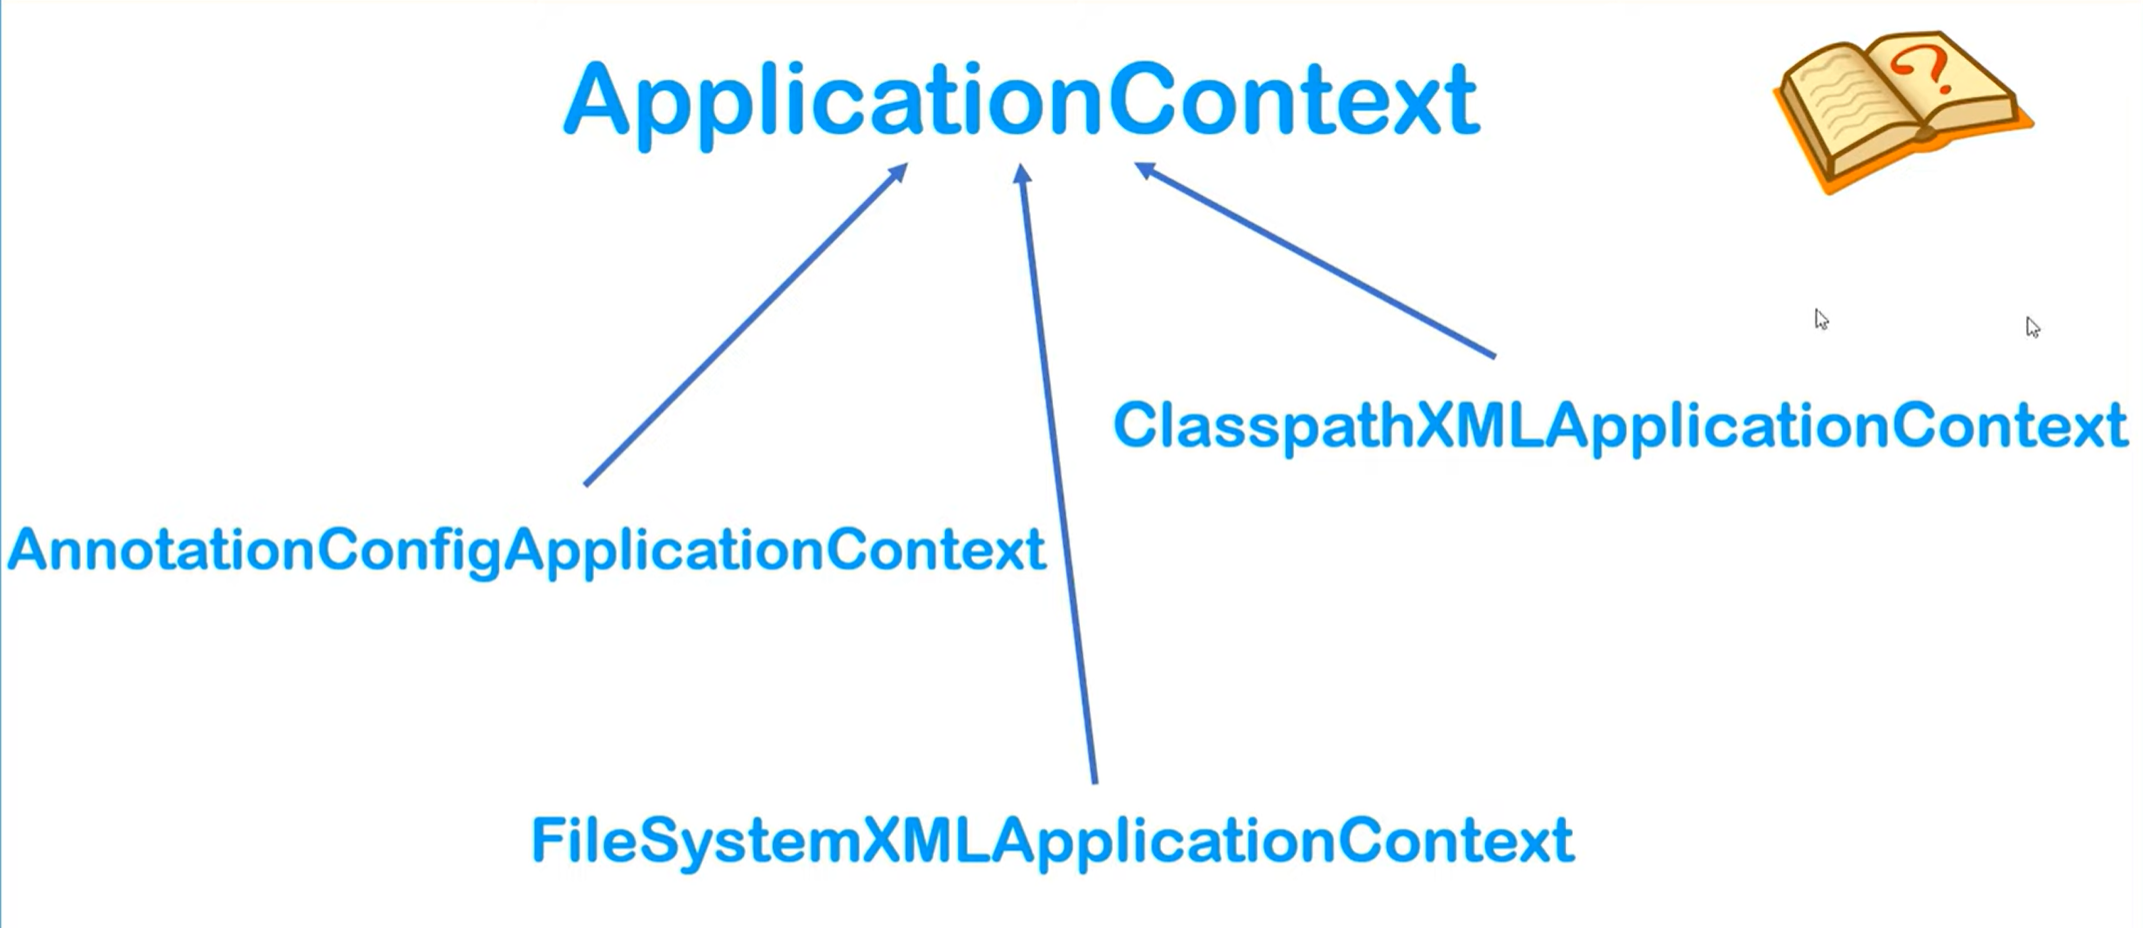 ApplicationContext
?
ClasspathXMLApplicationContext
AnnotationConfigApplicationContext
FileSystemXMLApplicationContext